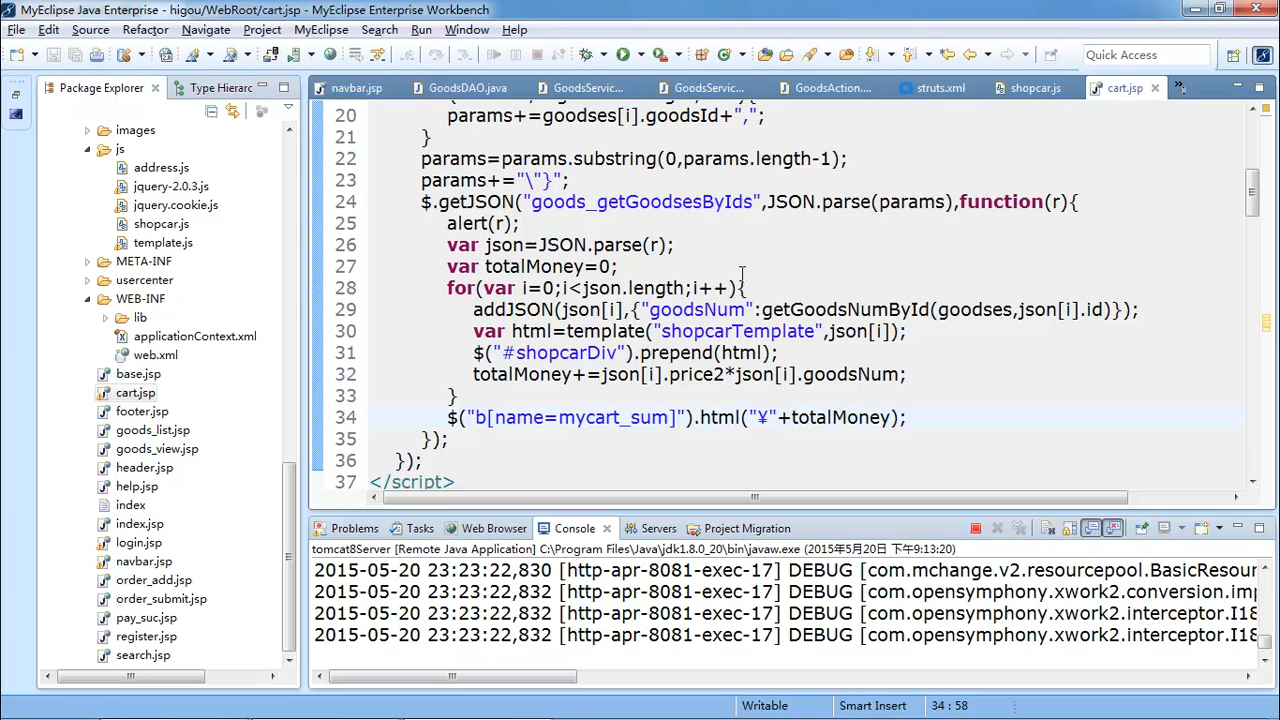 MyEclipse Java Enterprise - higou/WebRoot/cart.jsp - MyEclipse Enterprise Workbench
File Edit Source Refactor Navigate Project MyEclipse Search Run Window Help
Quick Access
Package Explorer Type Hierarc
navbar.jsp GoodsDAO.java GoodsServic... GoodsServic... GoodsAction.... struts.xml shopcar.js cart.jsp
images
js
address.js
jquery-2.0.3.js
jquery.cookie.js
shopcar.js
template.js
META-INF
usercenter
WEB-INF
lib
applicationContext.xml
web.xml
base.jsp
cart.jsp
footer.jsp
goods_list.jsp
goods_view.jsp
header.jsp
help.jsp
index
index.jsp
login.jsp
navbar.jsp
order_add.jsp
order_submit.jsp
pay_suc.jsp
register.jsp
search.jsp
20 params+=goodses[i].goodsId+",";
21 }
22 params=params.substring(0,params.length-1);
23 params+="\"}";
24 $.getJSON("goods_getGoodsesByIds",JSON.parse(params),function(r){
25 alert(r);
26 var json=JSON.parse(r);
27 var totalMoney=0;
28 for(var i=0;i<json.length;i++){
29 addJSON(json[i],{"goodsNum":getGoodsNumById(goodses,json[i].id)});
30 var html=template("shopcarTemplate",json[i]);
31 $("#shopcarDiv").prepend(html);
32 totalMoney+=json[i].price2*json[i].goodsNum;
33 }
34 $("b[name=mycart_sum]").html("¥"+totalMoney);
35 });
36 });
37 </script>
Problems Tasks Web Browser Console Servers Project Migration
tomcat8Server [Remote Java Application] C:\Program Files\Java\jdk1.8.0_20\bin\javaw.exe (2015年5月20日 下午9:13:20)
2015-05-20 23:23:22,830 [http-apr-8081-exec-17] DEBUG [com.mchange.v2.resourcepool.BasicResour
2015-05-20 23:23:22,832 [http-apr-8081-exec-17] DEBUG [com.opensymphony.xwork2.conversion.imp
2015-05-20 23:23:22,832 [http-apr-8081-exec-17] DEBUG [com.opensymphony.xwork2.interceptor.I18
2015-05-20 23:23:22,832 [http-apr-8081-exec-17] DEBUG [com.opensymphony.xwork2.interceptor.I18
Writable Smart Insert 34 : 58